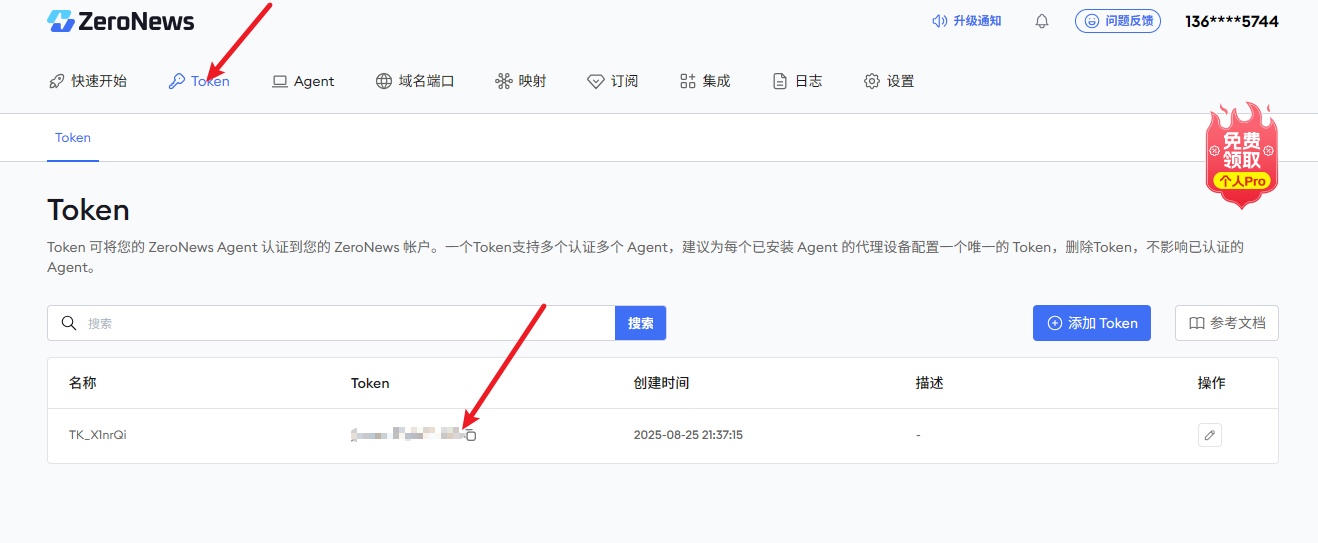 ZeroNews
升级通知 问题反馈 136****5744
快速开始 Token Agent 域名端口 映射 订阅 集成 日志 设置
Token
免费
领取
个人Pro
Token
Token 可将您的 ZeroNews Agent 认证到您的 ZeroNews 帐户。一个Token支持多个认证多个 Agent，建议为每个已安装 Agent 的代理设备配置一个唯一的 Token，删除Token，不影响已认证的
Agent。
搜索 搜索 添加 Token 参考文档
名称 Token 创建时间 描述 操作
TK_X1nrQi 2025-08-25 21:37:15 -